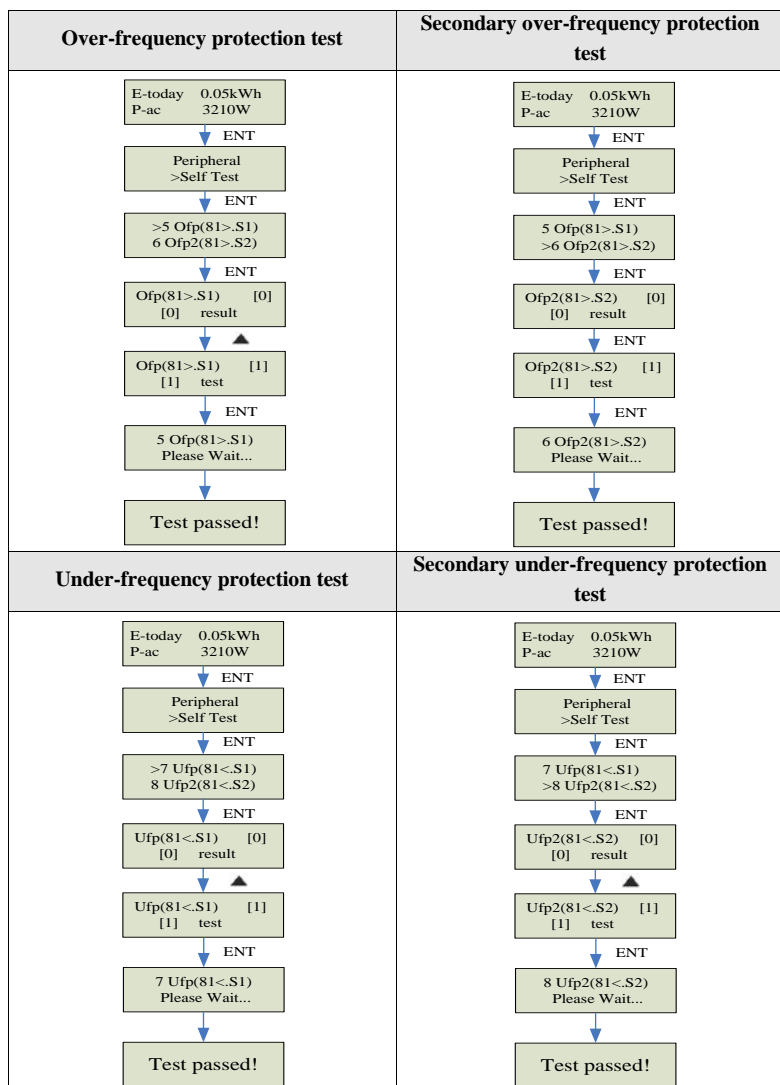 Over-frequency protection test
Secondary over-frequency protection
test
E-today 0.05kWh
P-ac 3210W
ENT
Peripheral
>Self Test
ENT
>5 Ofp(81>.S1)
6 Ofp2(81>.S2)
ENT
Ofp(81>.S1) [0]
[0] result
▲
Ofp(81>.S1) [1]
[1] test
ENT
5 Ofp(81>.S1)
Please Wait...
Test passed!
E-today 0.05kWh
P-ac 3210W
ENT
Peripheral
>Self Test
ENT
5 Ofp(81>.S1)
>6 Ofp2(81>.S2)
ENT
Ofp2(81>.S2) [0]
[0] result
ENT
Ofp2(81>.S2) [1]
[1] test
ENT
6 Ofp2(81>.S2)
Please Wait...
Test passed!
Under-frequency protection test
Secondary under-frequency protection
test
E-today 0.05kWh
P-ac 3210W
ENT
Peripheral
>Self Test
ENT
>7 Ufp(81<.S1)
8 Ufp2(81<.S2)
ENT
Ufp(81<.S1) [0]
[0] result
▲
Ufp(81<.S1) [1]
[1] test
ENT
7 Ufp(81<.S1)
Please Wait...
Test passed!
E-today 0.05kWh
P-ac 3210W
ENT
Peripheral
>Self Test
ENT
7 Ufp(81<.S1)
>8 Ufp2(81<.S2)
ENT
Ufp2(81<.S2) [0]
[0] result
▲
Ufp2(81<.S2) [1]
[1] test
ENT
8 Ufp2(81<.S2)
Please Wait...
Test passed!